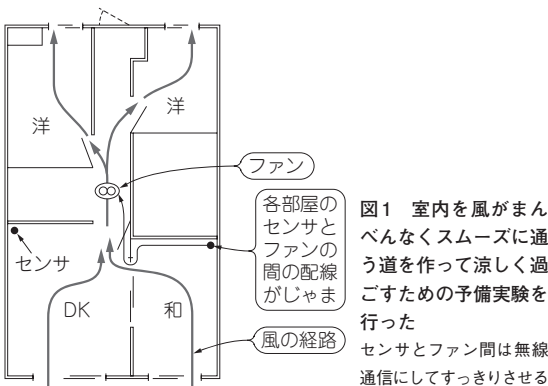 洋
洋
ファン
各部屋の
センサと
ファンの
間の配線
がじゃま
センサ
DK
和
風の経路
図1 室内を風がまん
べんなくスムーズに通
う道を作って涼しく過
ごすための予備実験を
行った
センサとファン間は無線
通信にしてすっきりさせる